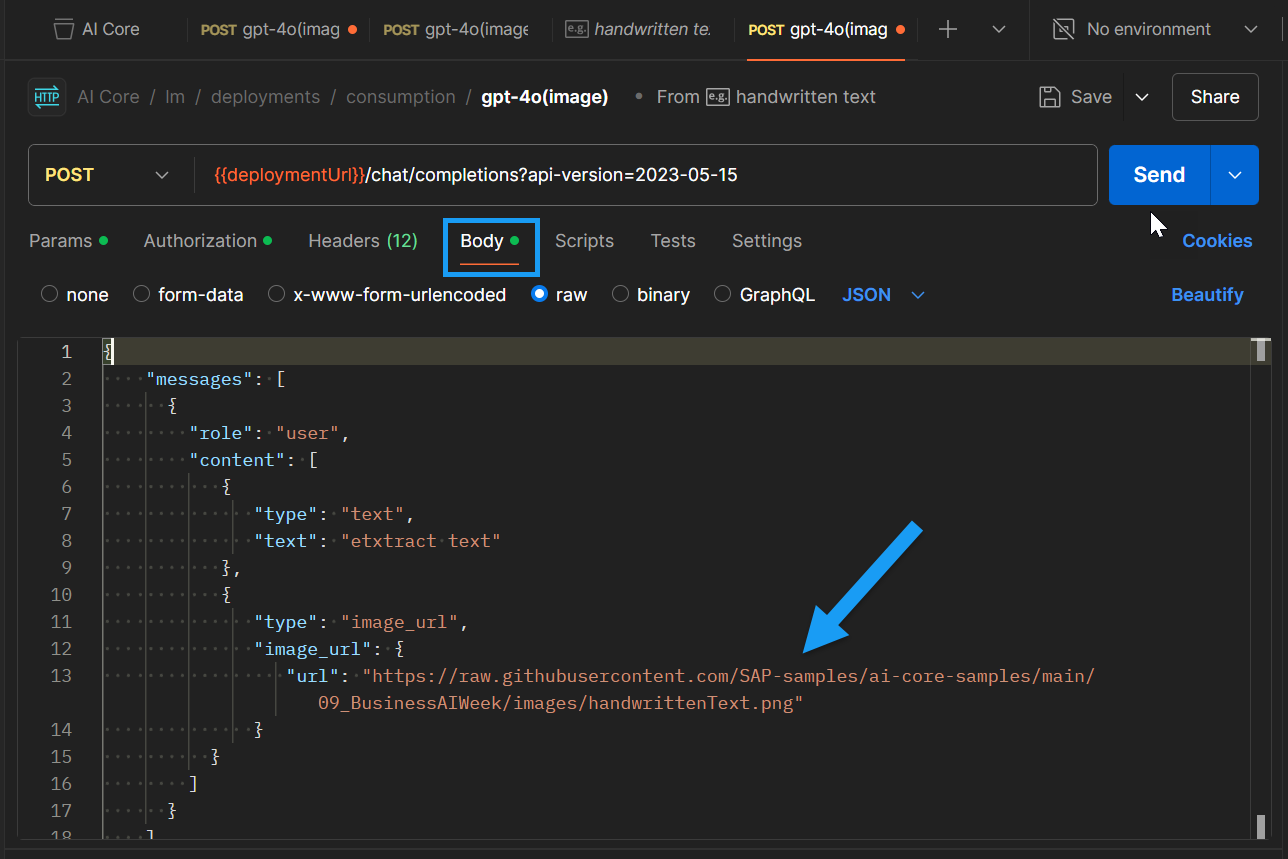 AI Core
POST gpt-4o(imag
POST gpt-4o(image
e.g. handwritten te.
POST gpt-4o(imag
No environment
HTTP AI Core / lm / deployments / consumption / gpt-4o(image) • From e.g. handwritten text
Save
Share
POST
{{deploymentUrl}}/chat/completions?api-version=2023-05-15
Send
Params
Authorization
Headers (12)
Body
Scripts
Tests
Settings
Cookies
none
form-data
x-www-form-urlencoded
raw
binary
GraphQL
JSON
Beautify
1 {
2 "messages": [
3 {
4 "role": "user",
5 "content": [
6 {
7 "type": "text",
8 "text": "etxtract text"
9 },
10 {
11 "type": "image_url",
12 "image_url": {
13 "url": "https://raw.githubusercontent.com/SAP-samples/ai-core-samples/main/
09_BusinessAIWeek/images/handwrittenText.png"
14 }
15 }
16 ]
17 }
18 ]